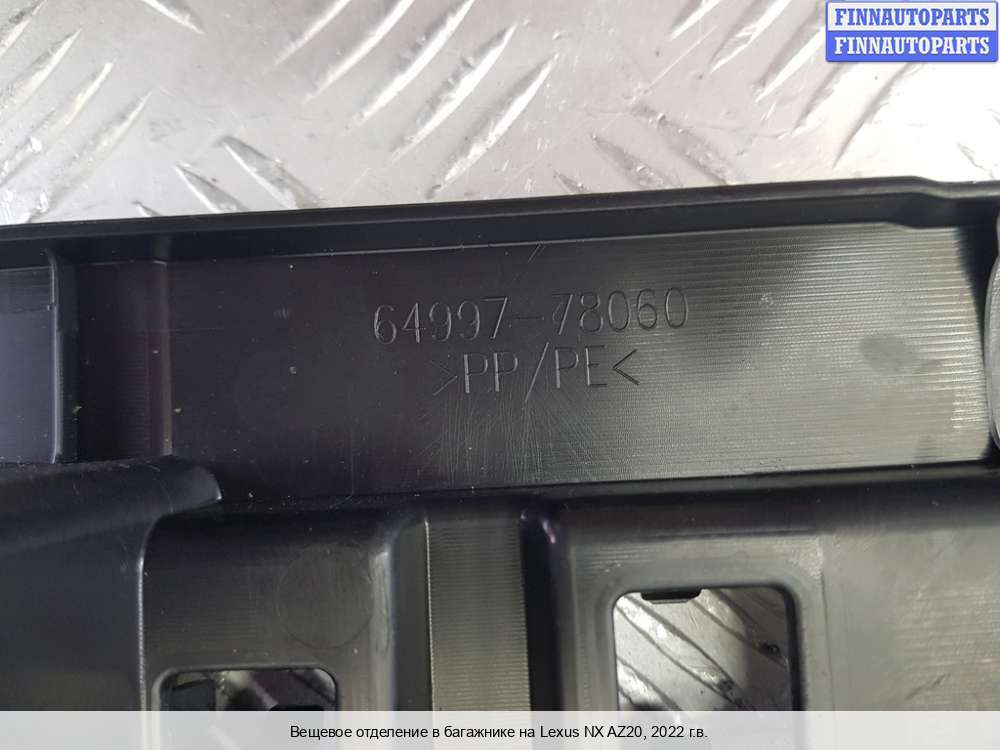 FINNAUTOPARTS
FINNAUTOPARTS
64997-78060
>PP/PE<
Вещевое отделение в багажнике на Lexus NX AZ20, 2022 г.в.